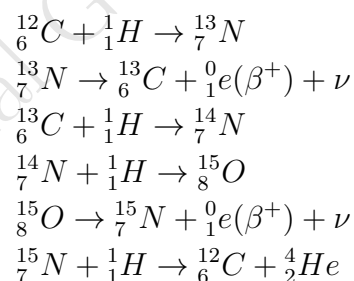 ¹²₆C + ¹₁H → ¹³₇N
¹³₇N → ¹³₆C + ⁰₁e(β⁺) + ν
¹³₆C + ¹₁H → ¹⁴₇N
¹⁴₇N + ¹₁H → ¹⁵₈O
¹⁵₈O → ¹⁵₇N + ⁰₁e(β⁺) + ν
¹⁵₇N + ¹₁H → ¹²₆C + ⁴₂He